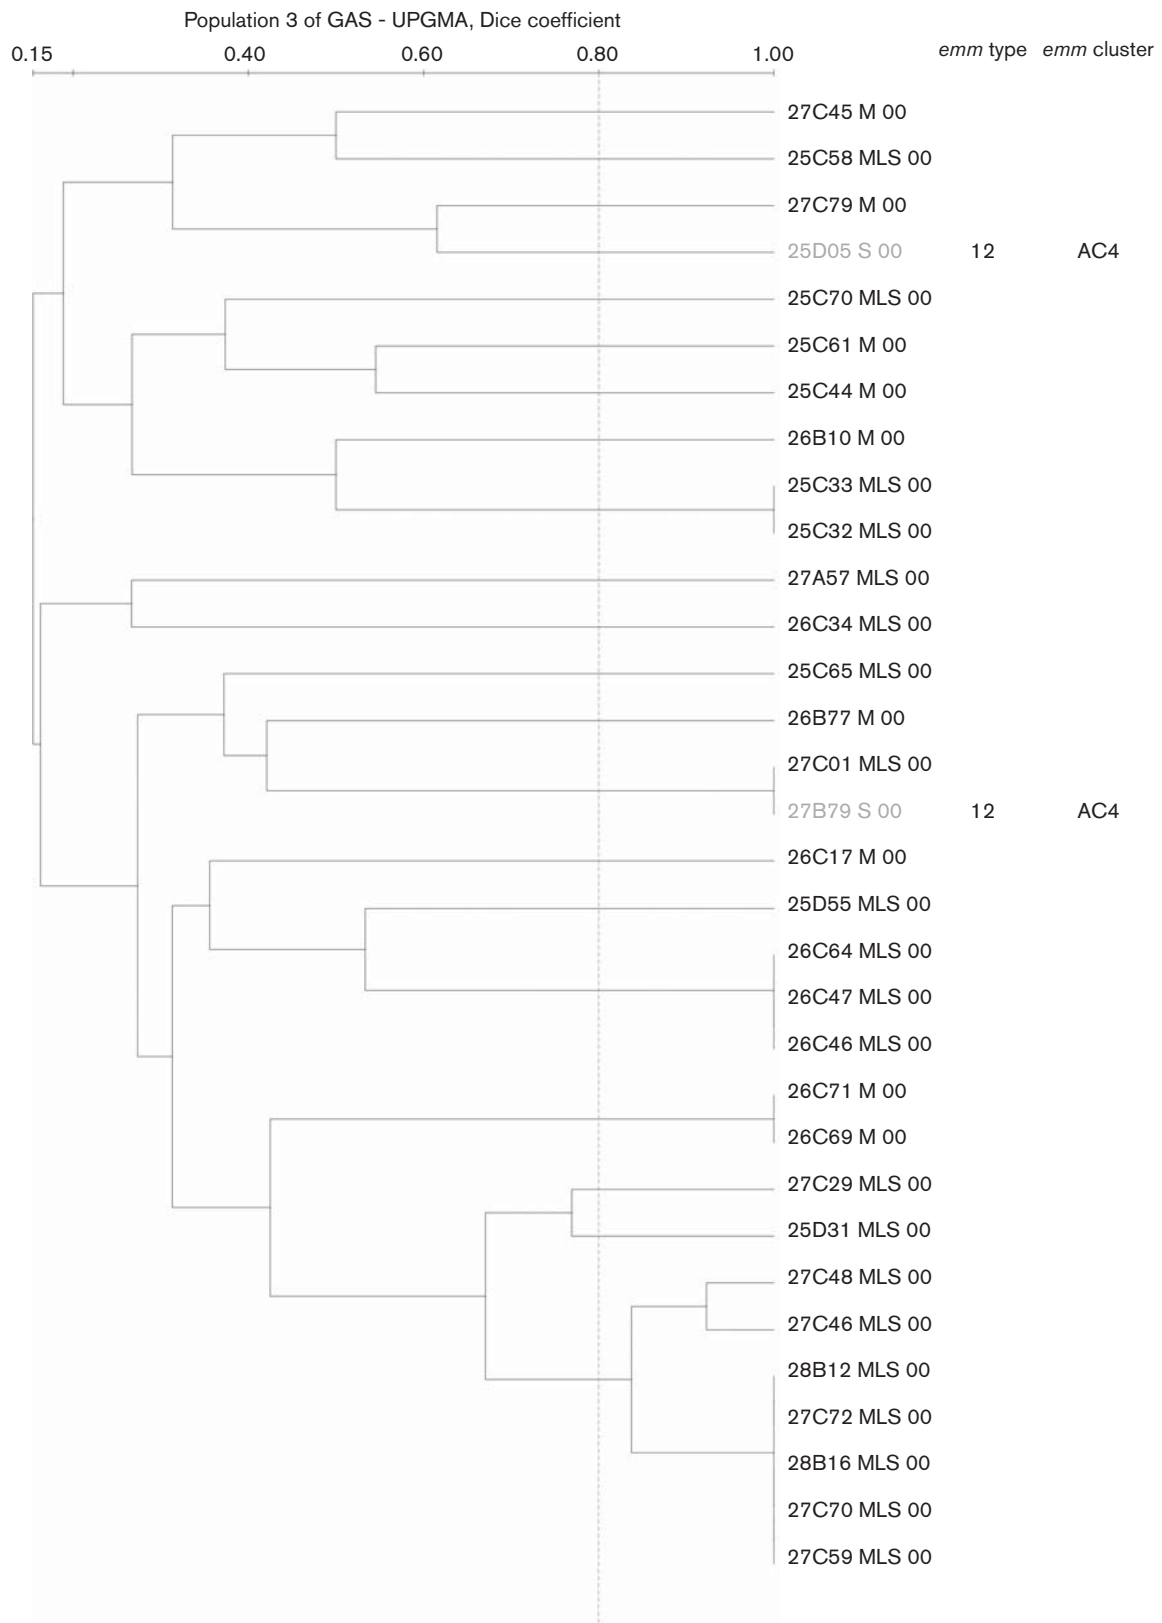 Population 3 of GAS - UPGMA, Dice coefficient
0.15 0.40 0.60 0.80 1.00 emm type emm cluster
27C45 M 00
25C58 MLS 00
27C79 M 00
25D05 S 00 12 AC4
25C70 MLS 00
25C61 M 00
25C44 M 00
26B10 M 00
25C33 MLS 00
25C32 MLS 00
27A57 MLS 00
26C34 MLS 00
25C65 MLS 00
26B77 M 00
27C01 MLS 00
27B79 S 00 12 AC4
26C17 M 00
25D55 MLS 00
26C64 MLS 00
26C47 MLS 00
26C46 MLS 00
26C71 M 00
26C69 M 00
27C29 MLS 00
25D31 MLS 00
27C48 MLS 00
27C46 MLS 00
28B12 MLS 00
27C72 MLS 00
28B16 MLS 00
27C70 MLS 00
27C59 MLS 00